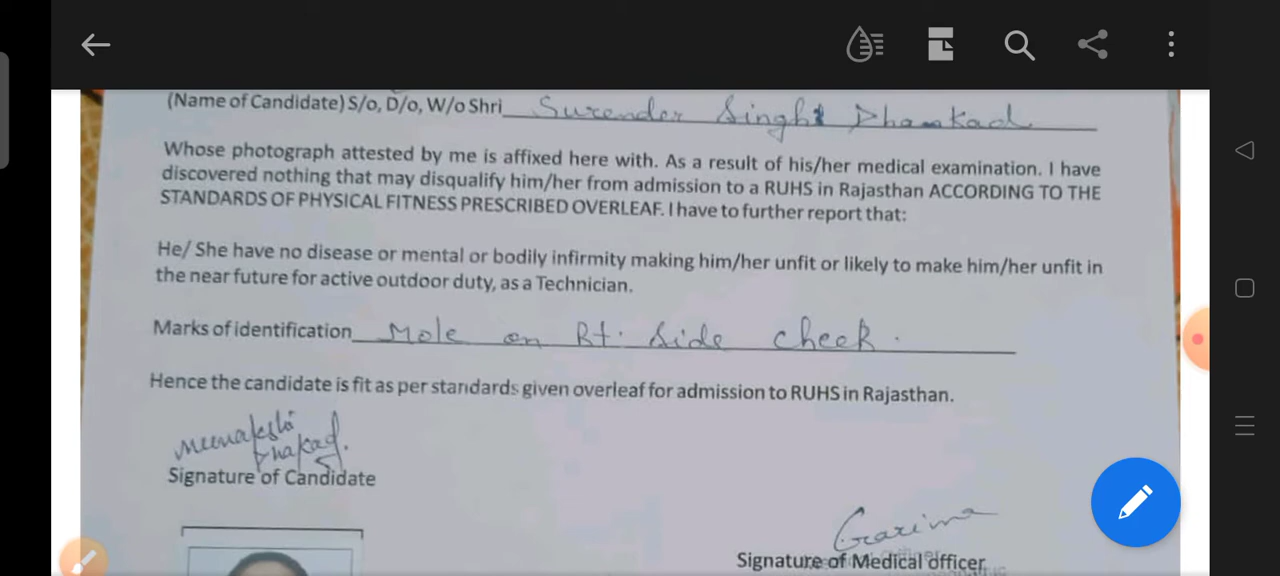 (Name of Candidate) S/o, D/o, W/o Shri Surender Singh Dhamkad
Whose photograph attested by me is affixed here with. As a result of his/her medical examination. I have
discovered nothing that may disqualify him/her from admission to a RUHS in Rajasthan ACCORDING TO THE
STANDARDS OF PHYSICAL FITNESS PRESCRIBED OVERLEAF. I have to further report that:
He/ She have no disease or mental or bodily infirmity making him/her unfit or likely to make him/her unfit in
the near future for active outdoor duty, as a Technician.
Marks of identification Mole on Rt. Side cheek.
Hence the candidate is fit as per standards given overleaf for admission to RUHS in Rajasthan.
Meenakshi
Dhakad.
Signature of Candidate
Garima
Signature of Medical officer